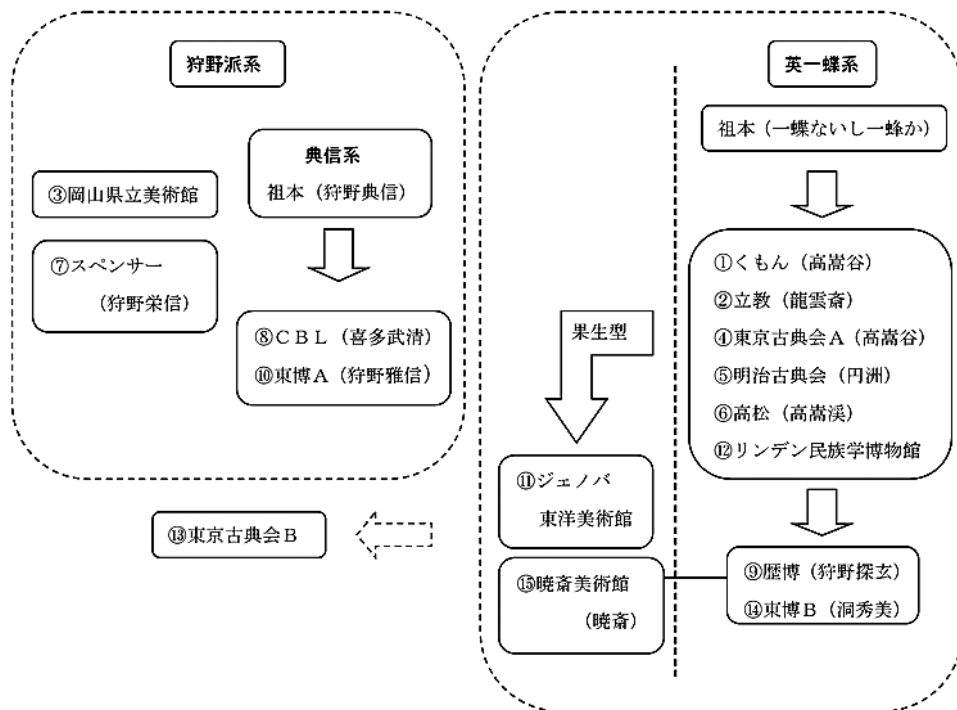 狩野派系
典信系
祖本（狩野典信）
③岡山県立美術館
⑦スペンサー
（狩野栄信）
⑧ＣＢＬ（喜多武清）
⑩東博Ａ（狩野雅信）
⑬東京古典会Ｂ
英一蝶系
祖本（一蝶ないし一蜂か）
①くもん（高嵩谷）
②立教（龍雲斎）
④東京古典会Ａ（高嵩谷）
⑤明治古典会（円洲）
⑥高松（高嵩渓）
⑫リンデン民族学博物館
果生型
⑪ジェノバ
東洋美術館
⑮暁斎美術館
（暁斎）
⑨歴博（狩野探玄）
⑭東博Ｂ（洞秀美）